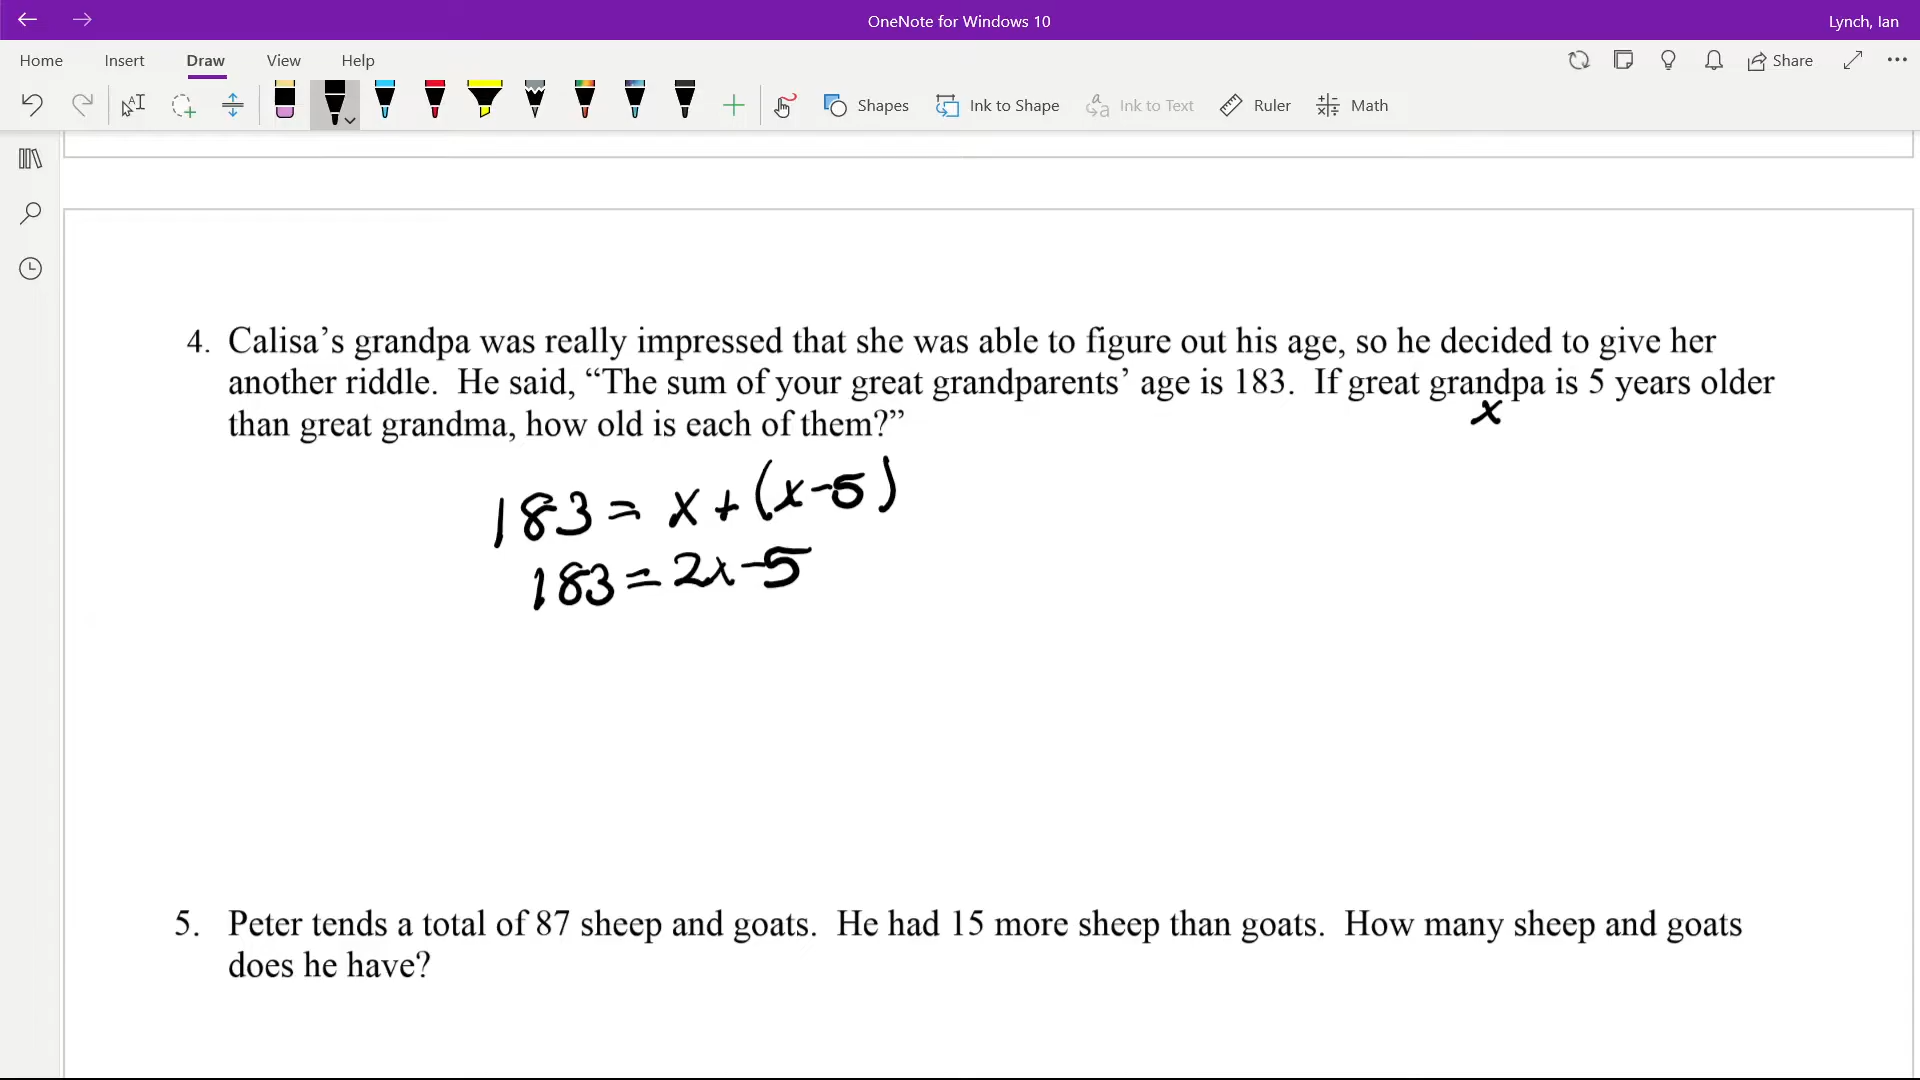 OneNote for Windows 10
Lynch, Ian
Home Insert Draw View Help
Share
Shapes Ink to Shape Ink to Text Ruler Math
4. Calisa’s grandpa was really impressed that she was able to figure out his age, so he decided to give her
another riddle. He said, “The sum of your great grandparents’ age is 183. If great grandpa is 5 years older
x
than great grandma, how old is each of them?”
183 = x + (x-5)
183 = 2x-5
5. Peter tends a total of 87 sheep and goats. He had 15 more sheep than goats. How many sheep and goats
does he have?